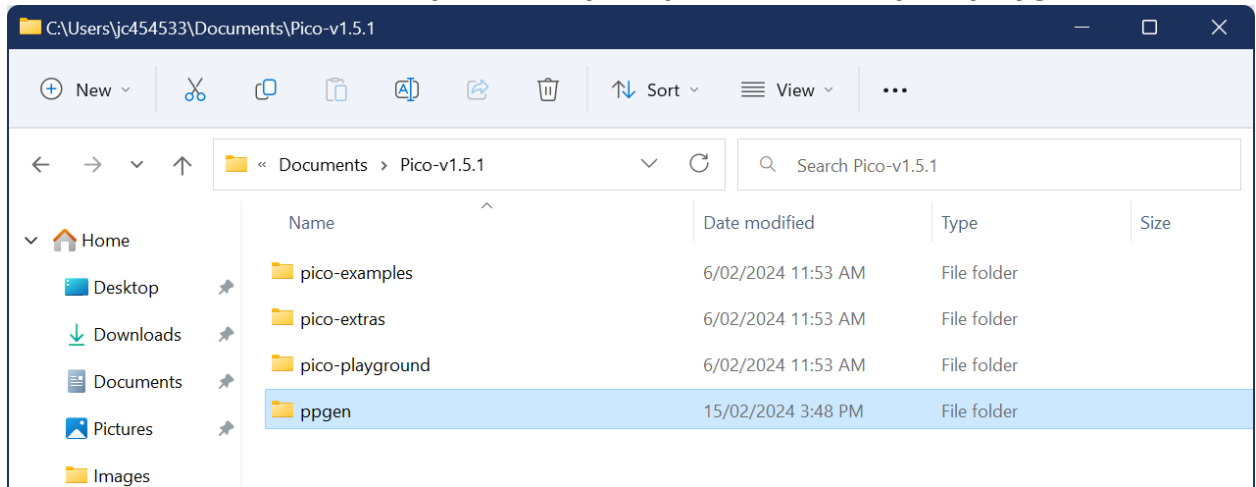 C:\Users\jc454533\Documents\Pico-v1.5.1
New Sort View
« Documents > Pico-v1.5.1 Search Pico-v1.5.1
Name Date modified Type Size
Home
pico-examples 6/02/2024 11:53 AM File folder
Desktop
pico-extras 6/02/2024 11:53 AM File folder
Downloads
pico-playground 6/02/2024 11:53 AM File folder
Documents
ppgen 15/02/2024 3:48 PM File folder
Pictures
Images